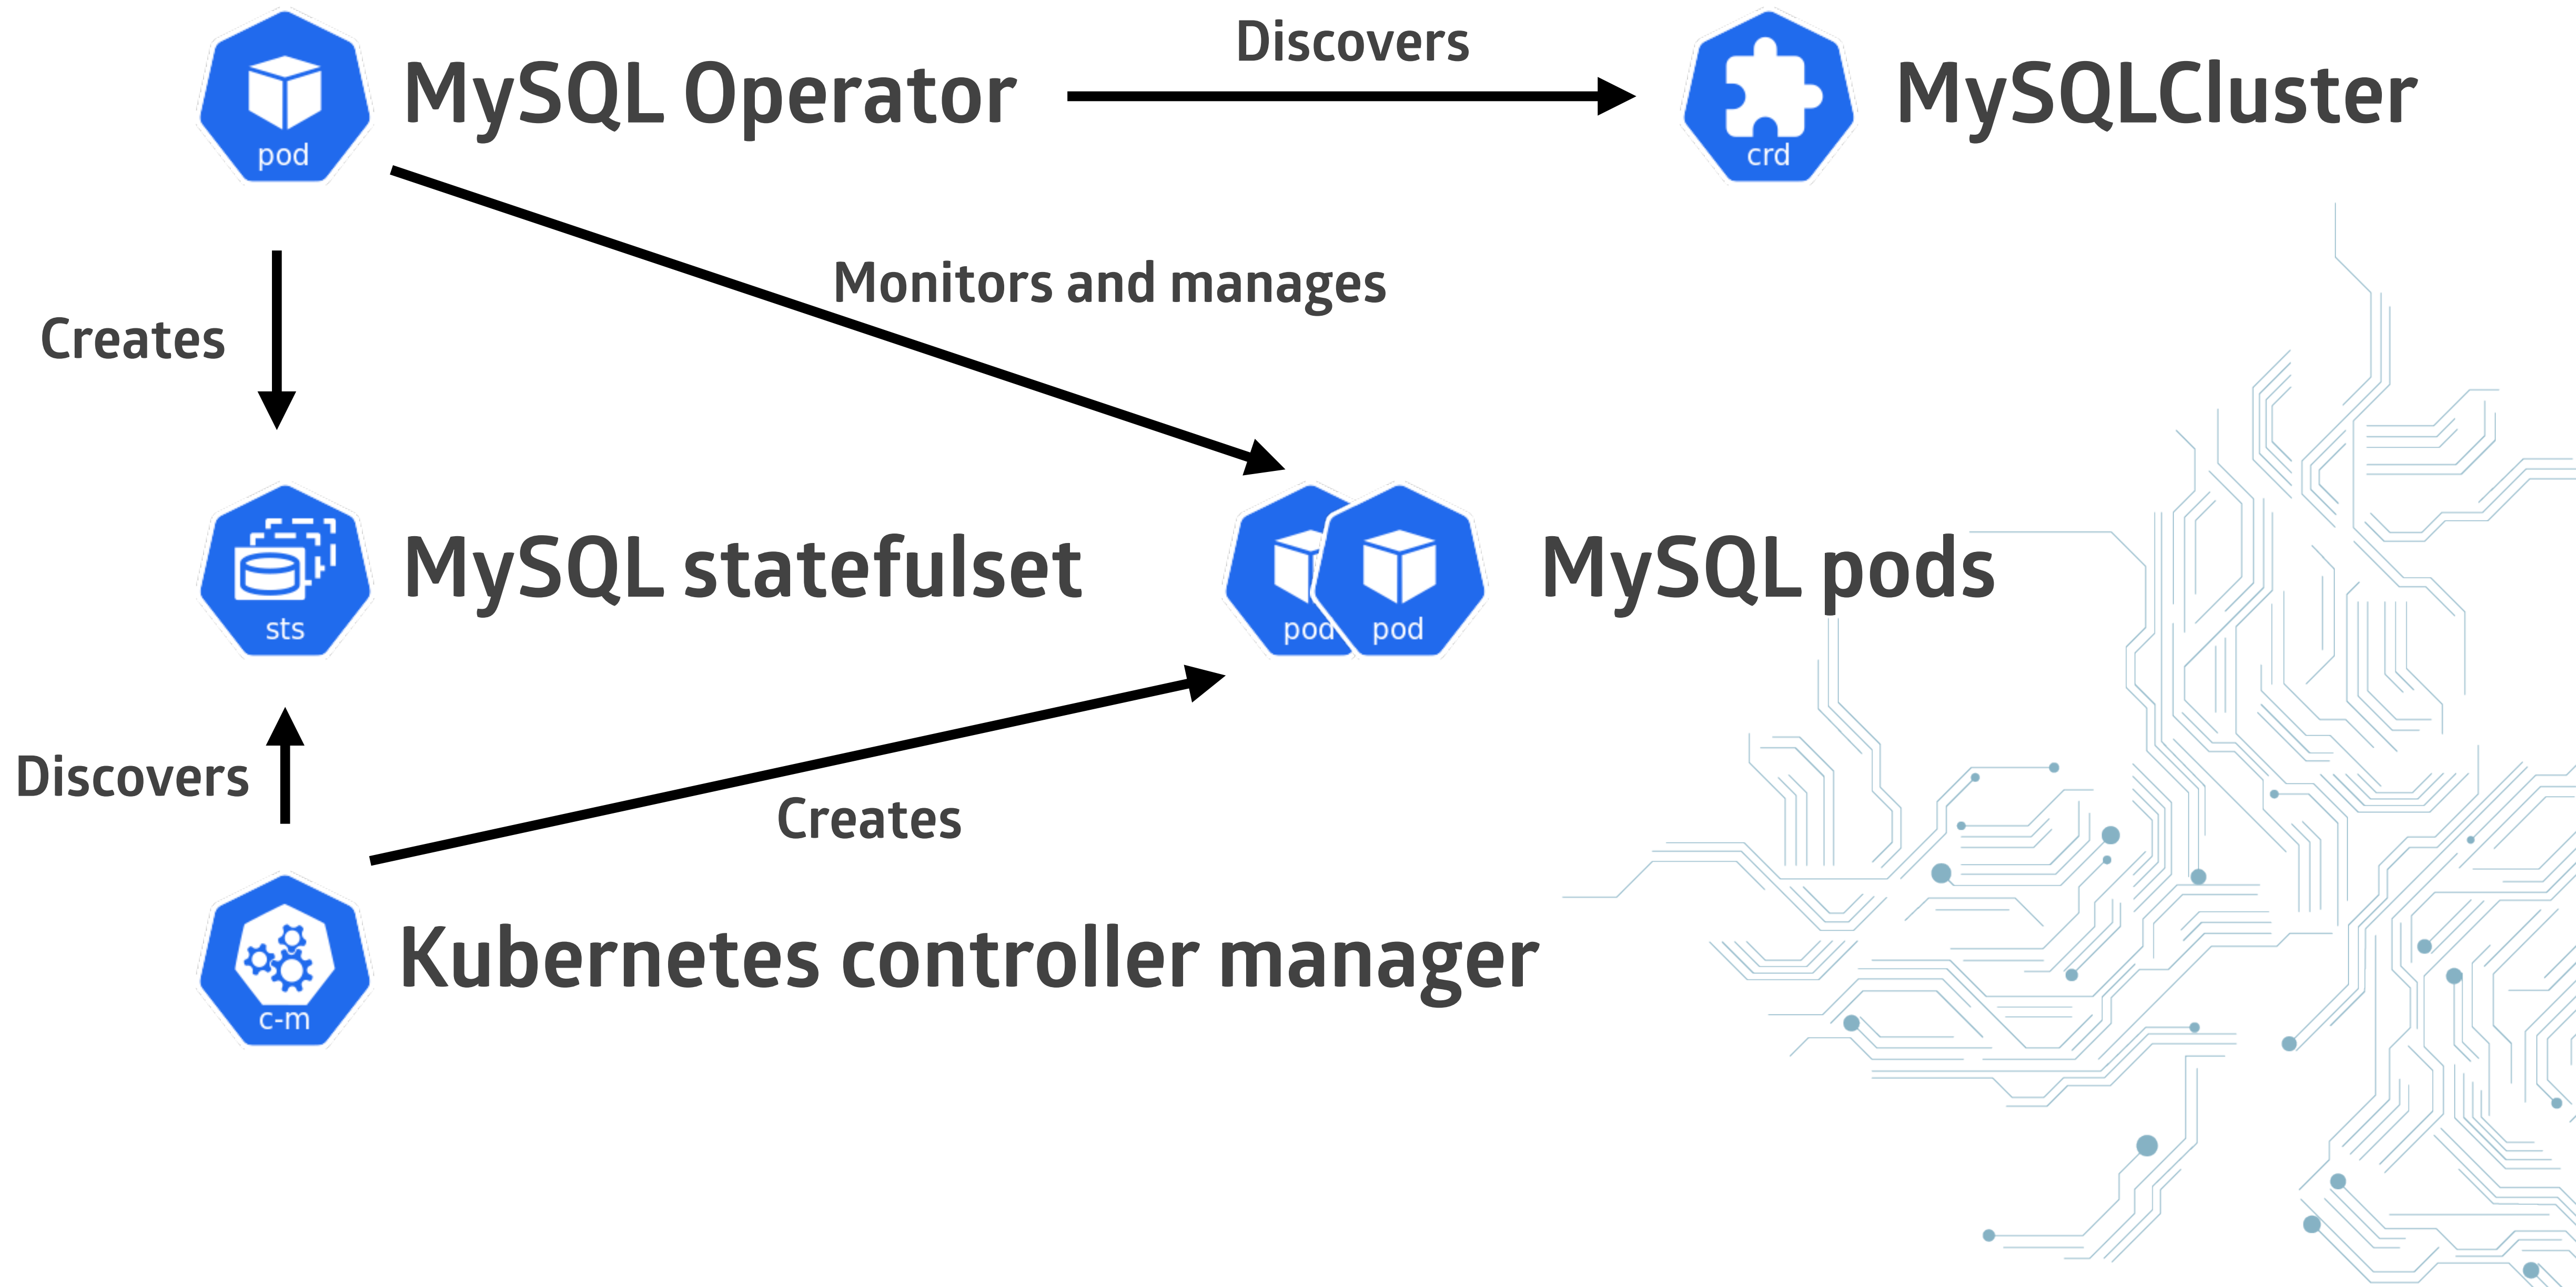 Discovers
MySQL Operator
MySQLCluster
pod
crd
Monitors and manages
Creates
MySQL statefulset
MySQL pods
sts
pod
pod
Discovers
Creates
Kubernetes controller manager
c-m